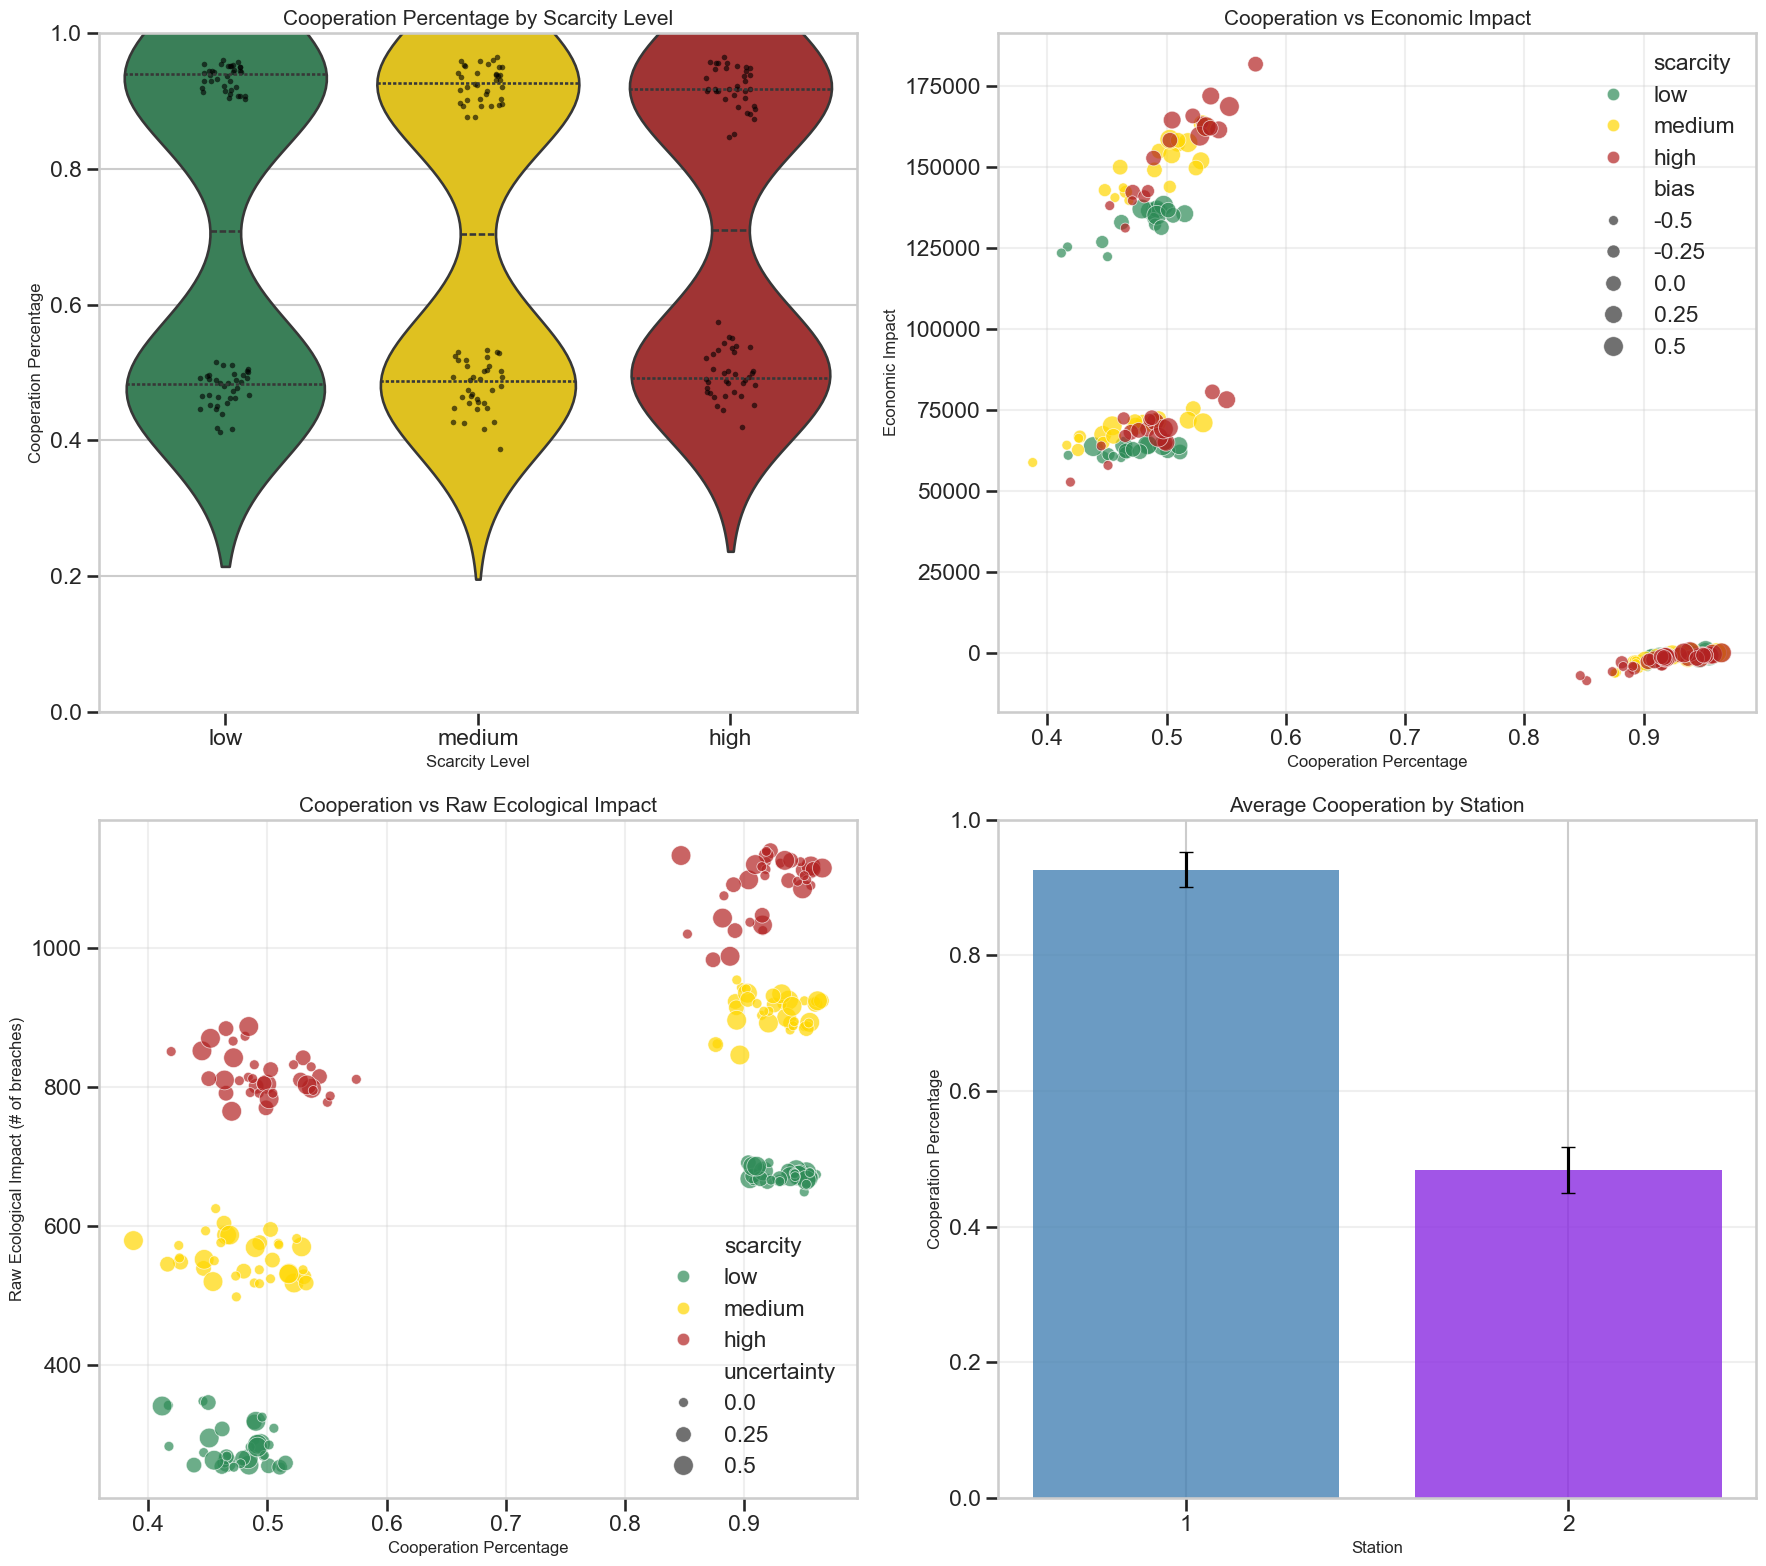 Cooperation Percentage by Scarcity Level
Cooperation Percentage
1.0
0.8
0.6
0.4
0.2
0.0
low medium high
Scarcity Level
Cooperation vs Economic Impact
Economic Impact
175000
150000
125000
100000
75000
50000
25000
0
scarcity
low
medium
high
bias
-0.5
-0.25
0.0
0.25
0.5
0.4 0.5 0.6 0.7 0.8 0.9
Cooperation Percentage
Cooperation vs Raw Ecological Impact
Raw Ecological Impact (# of breaches)
1000
800
600
400
scarcity
low
medium
high
uncertainty
0.0
0.25
0.5
0.4 0.5 0.6 0.7 0.8 0.9
Cooperation Percentage
Average Cooperation by Station
Cooperation Percentage
1.0
0.8
0.6
0.4
0.2
0.0
1 2
Station